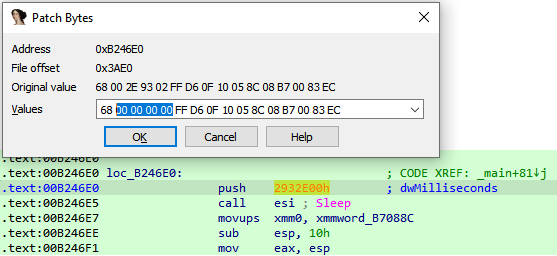 Patch Bytes
Address 0xB246E0
File offset 0x3AE0
Original value 68 00 2E 93 02 FF D6 0F 10 05 8C 08 B7 00 83 EC
Values 68 00 00 00 00 FF D6 0F 10 05 8C 08 B7 00 83 EC
OK Cancel Help
.text:00B246E0
.text:00B246E0 loc_B246E0: ; CODE XREF: _main+81↓j
.text:00B246E0 push 2932E00h ; dwMilliseconds
.text:00B246E5 call esi ; Sleep
.text:00B246E7 movups xmm0, xmmword_B7088C
.text:00B246EE sub esp, 10h
.text:00B246F1 mov eax, esp